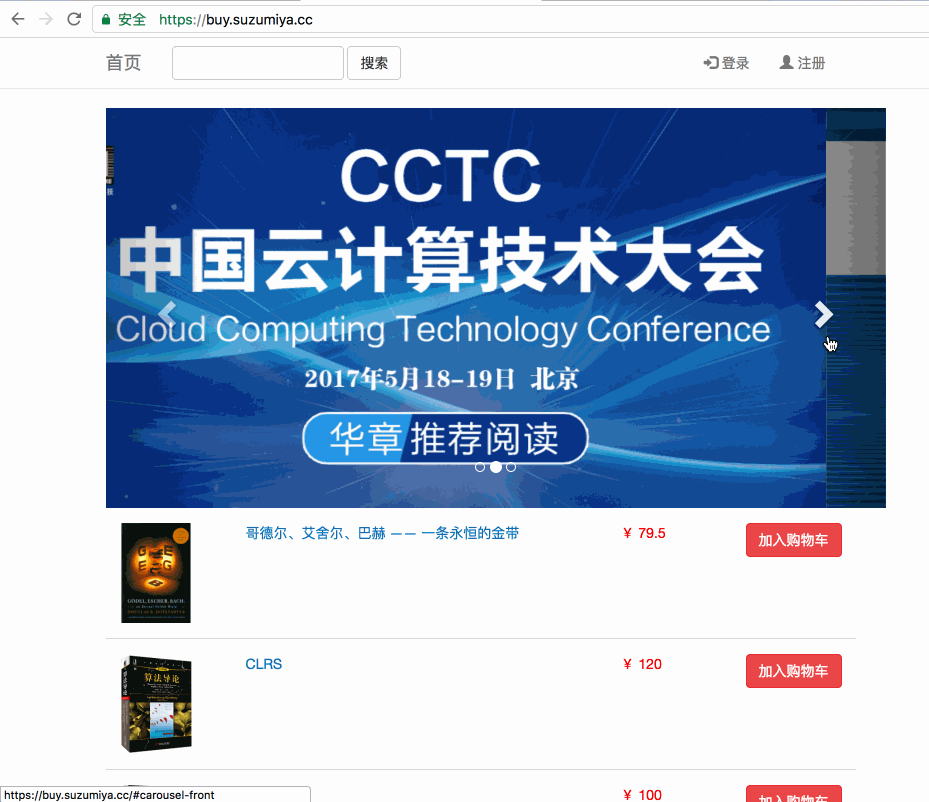 安全 https://buy.suzumiya.cc
首页 搜索 登录 注册
CCTC
中国云计算技术大会
Cloud Computing Technology Conference
2017年5月18-19日 北京
华章 推荐阅读
哥德尔、艾舍尔、巴赫 —— 一条永恒的金带 ¥ 79.5 加入购物车
GÖDEL, ESCHER, BACH:
CLRS ¥ 120 加入购物车
算法导论
¥ 100 加入购物车
https://buy.suzumiya.cc/#carousel-front